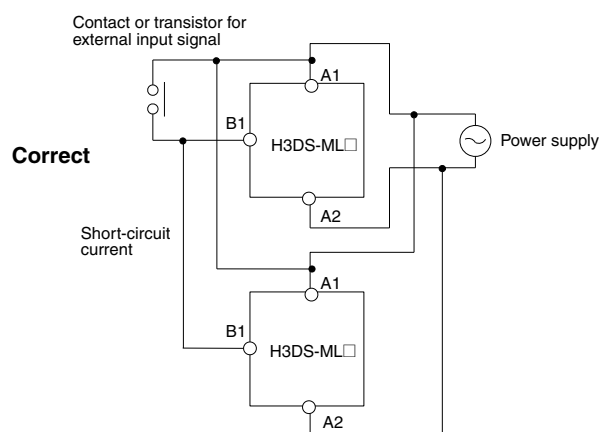 Contact or transistor for
external input signal
A1
B1
H3DS-ML□
Power supply
Correct
A2
Short-circuit
current
A1
B1
H3DS-ML□
A2